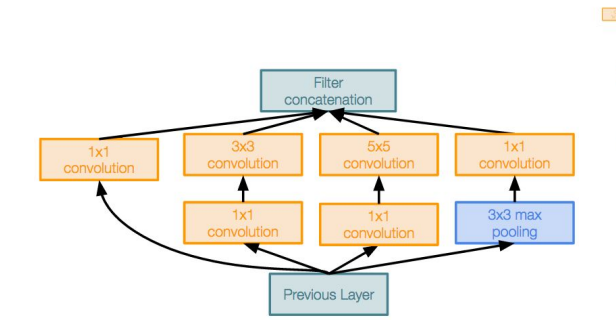 Filter
concatenation
1x1
convolution
3x3
convolution
5x5
convolution
1x1
convolution
1x1
convolution
1x1
convolution
3x3 max
pooling
Previous Layer